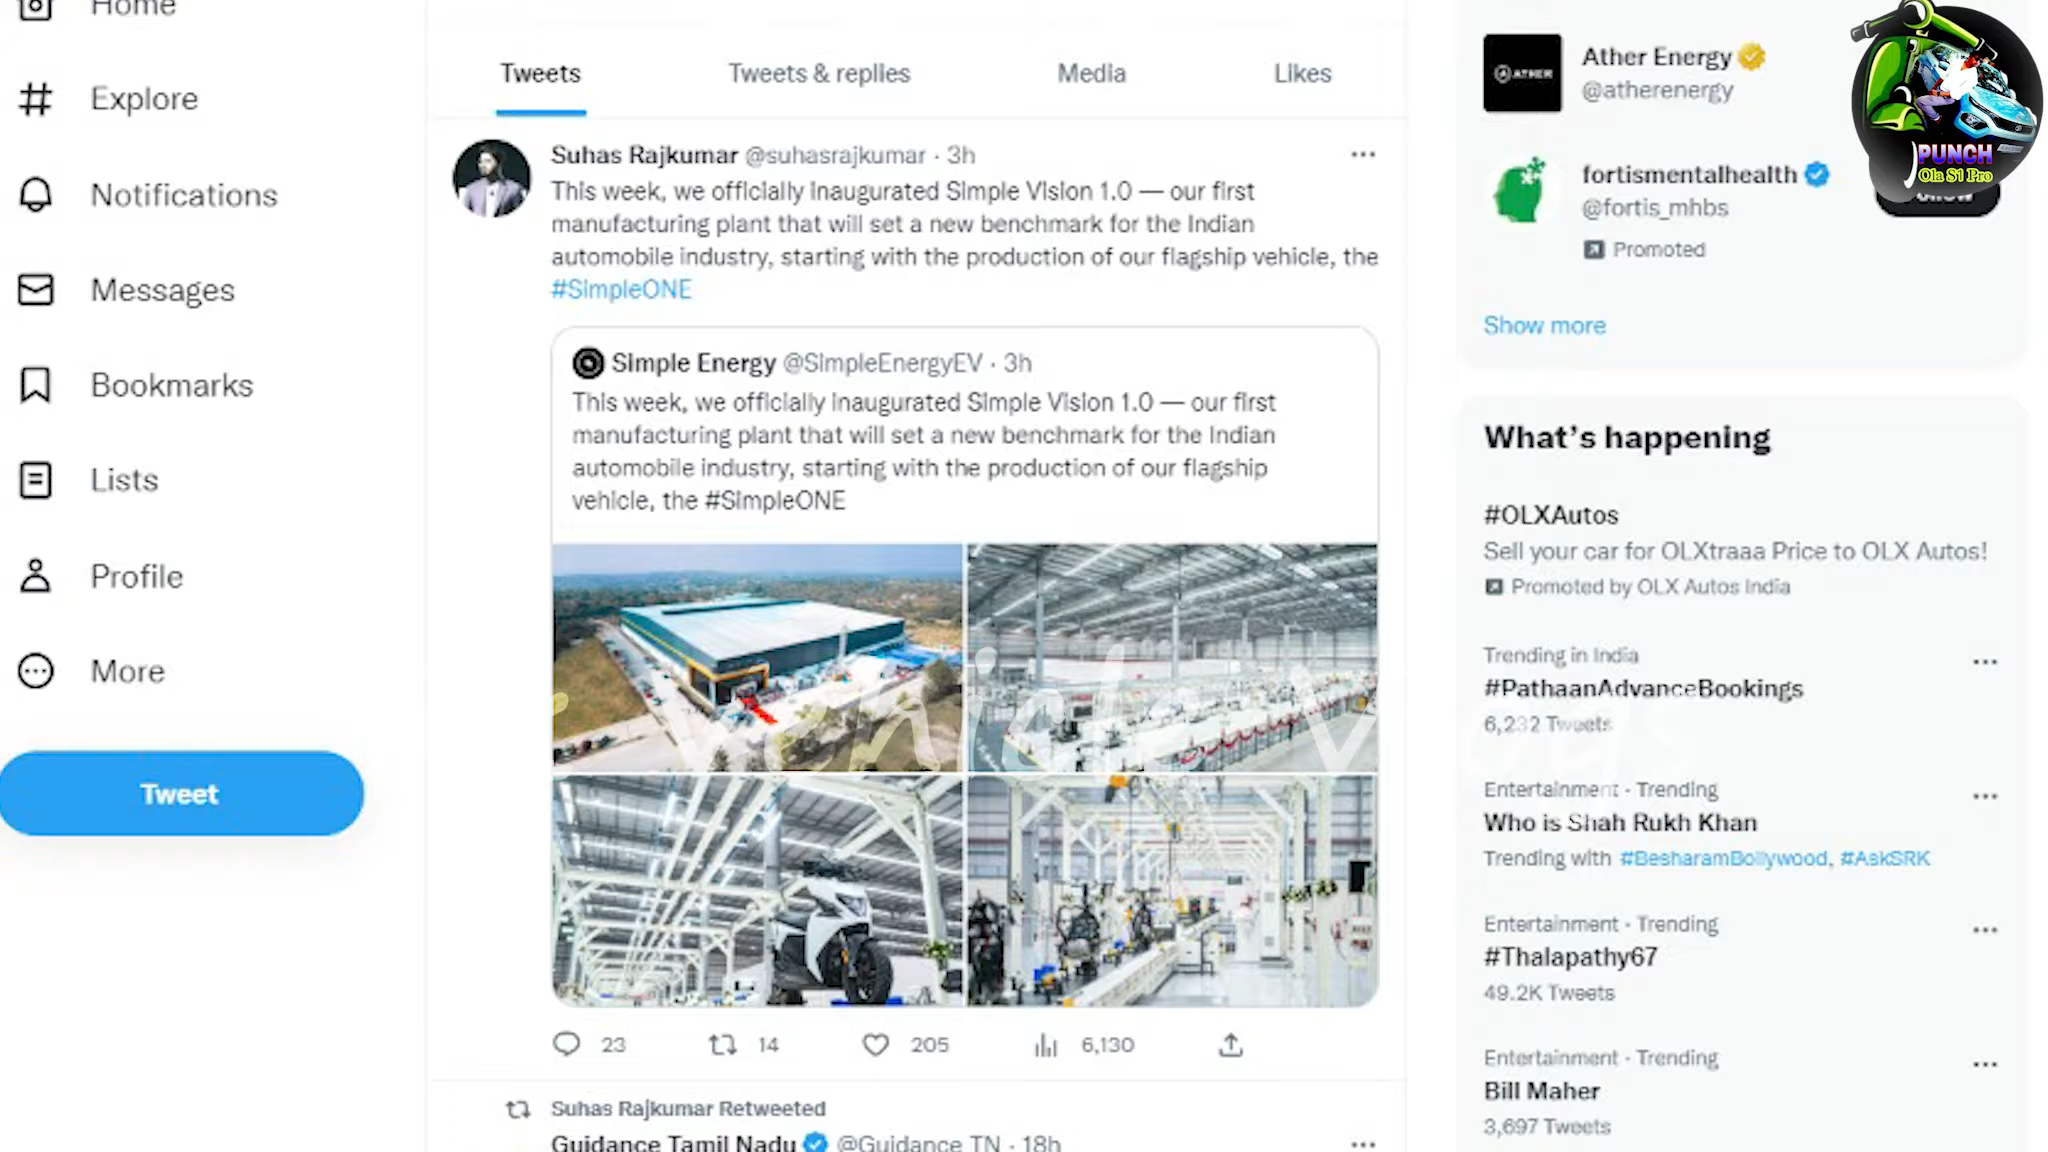 Home
Explore
Notifications
Messages
Bookmarks
Lists
Profile
More
Tweet
Tweets
Tweets & replies
Media
Likes
Suhas Rajkumar @suhasrajkumar · 3h
This week, we officially inaugurated Simple Vision 1.0 — our first
manufacturing plant that will set a new benchmark for the Indian
automobile industry, starting with the production of our flagship vehicle, the
#SimpleONE
Simple Energy @SimpleEnergyEV · 3h
This week, we officially inaugurated Simple Vision 1.0 — our first
manufacturing plant that will set a new benchmark for the Indian
automobile industry, starting with the production of our flagship
vehicle, the #SimpleONE
vehicle Vlogs
23
14
205
6,130
Suhas Rajkumar Retweeted
Guidance Tamil Nadu @Guidance_TN · 18h
ATHER
Ather Energy
@atherenergy
fortismentalhealth
@fortis_mhbs
Promoted
Follow
PUNCH
Ola S1 Pro
Show more
What's happening
#OLXAutos
Sell your car for OLXtraaa Price to OLX Autos!
Promoted by OLX Autos India
Trending in India
#PathaanAdvanceBookings
6,232 Tweets
Entertainment · Trending
Who is Shah Rukh Khan
Trending with #BesharamBollywood, #AskSRK
Entertainment · Trending
#Thalapathy67
49.2K Tweets
Entertainment · Trending
Bill Maher
3,697 Tweets